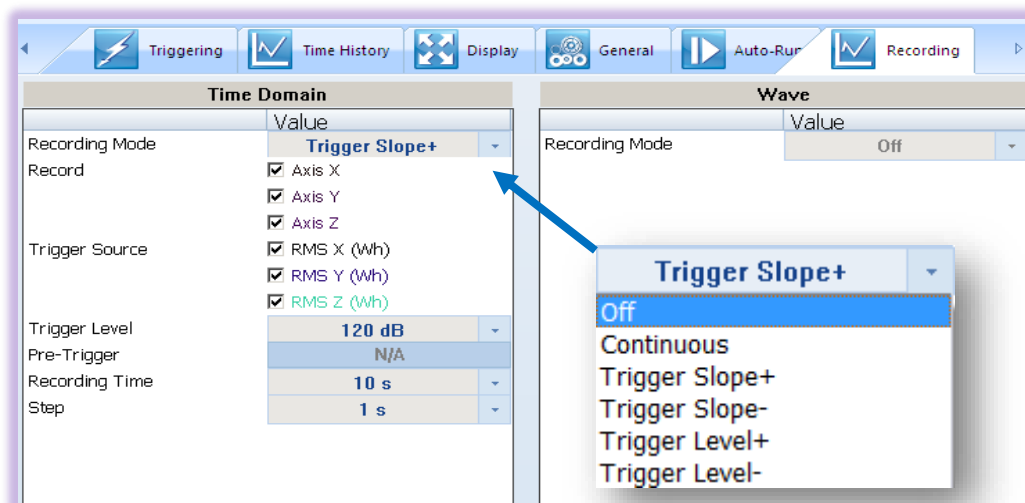 Triggering Time History Display General Auto-Run Recording
Time Domain
Value
Recording Mode Trigger Slope+
Record Axis X
Axis Y
Axis Z
Trigger Source RMS X (Wh)
RMS Y (Wh)
RMS Z (Wh)
Trigger Level 120 dB
Pre-Trigger N/A
Recording Time 10 s
Step 1 s
Wave
Value
Recording Mode Off
Trigger Slope+
Off
Continuous
Trigger Slope+
Trigger Slope-
Trigger Level+
Trigger Level-